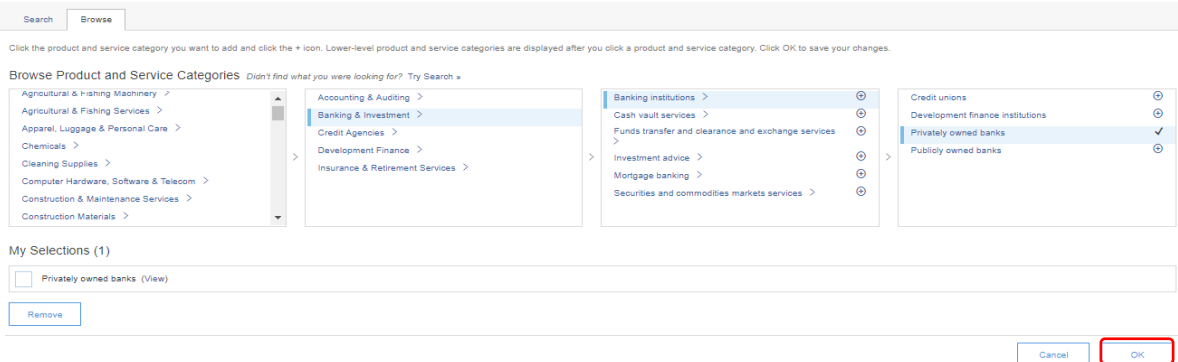 Search Browse
Click the product and service category you want to add and click the + icon. Lower-level product and service categories are displayed after you click a product and service category. Click OK to save your changes.
Browse Product and Service Categories Didn't find what you were looking for? Try Search »
Agricultural & Fishing Machinery >
Agricultural & Fishing Services >
Apparel, Luggage & Personal Care >
Chemicals >
Cleaning Supplies >
Computer Hardware, Software & Telecom >
Construction & Maintenance Services >
Construction Materials >
>
Accounting & Auditing >
Banking & Investment >
Credit Agencies >
Development Finance >
Insurance & Retirement Services >
>
Banking institutions >
Cash vault services >
Funds transfer and clearance and exchange services
>
Investment advice >
Mortgage banking >
Securities and commodities markets services >
>
Credit unions
Development finance institutions
Privately owned banks
Publicly owned banks
My Selections (1)
Privately owned banks (View)
Remove
Cancel OK